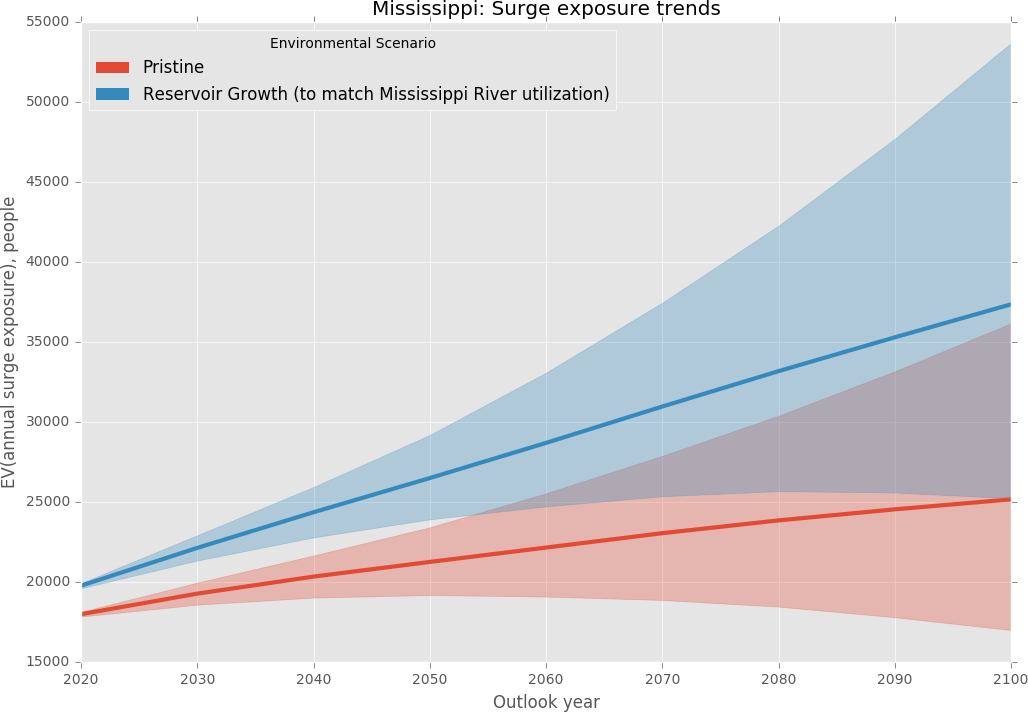 Mississippi: Surge exposure trends
Environmental Scenario
Pristine
Reservoir Growth (to match Mississippi River utilization)
EV(annual surge exposure), people
55000
50000
45000
40000
35000
30000
25000
20000
15000
2020 2030 2040 2050 2060 2070 2080 2090 2100
Outlook year